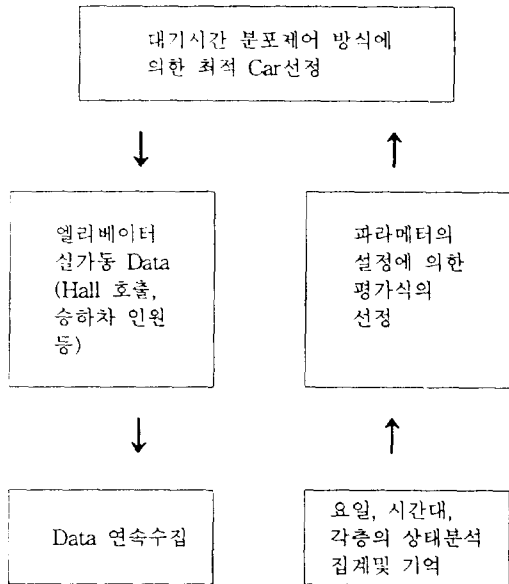 대기시간 분포제어 방식에
의한 최적 Car선정
엘리베이터
실가동 Data
(Hall 호출,
승하차 인원
등)
파라메터의
설정에 의한
평가식의
선정
Data 연속수집
요일, 시간대,
각층의 상태분석
집계및 기억